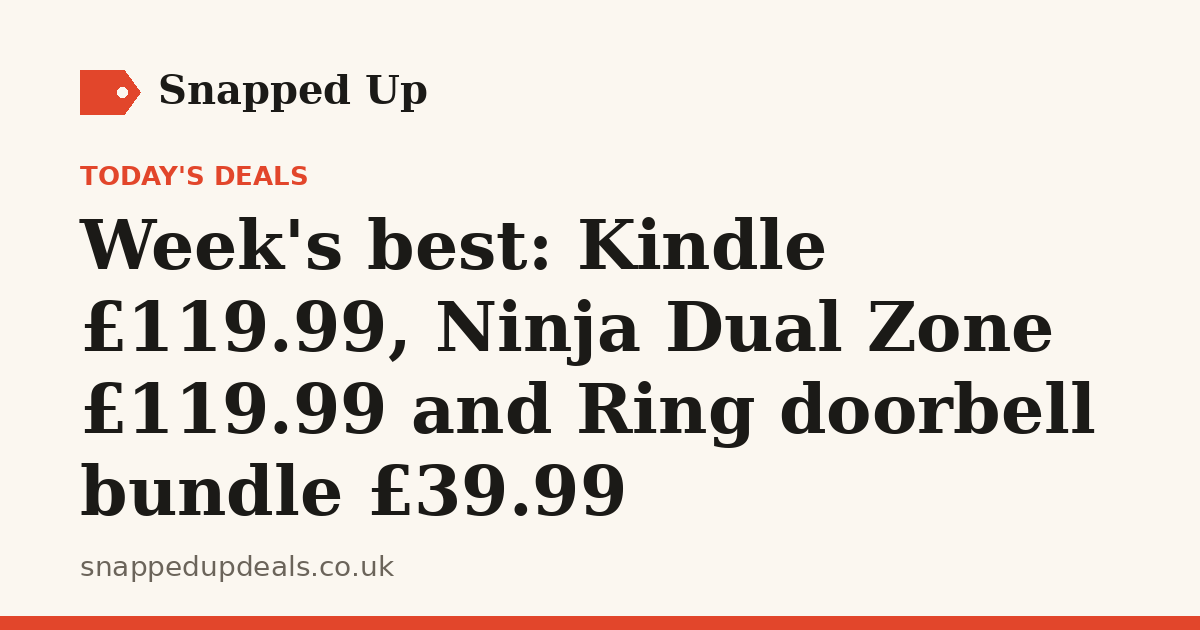 Snapped Up
TODAY'S DEALS
Week's best: Kindle
£119.99, Ninja Dual Zone
£119.99 and Ring doorbell
bundle £39.99
snappedupdeals.co.uk